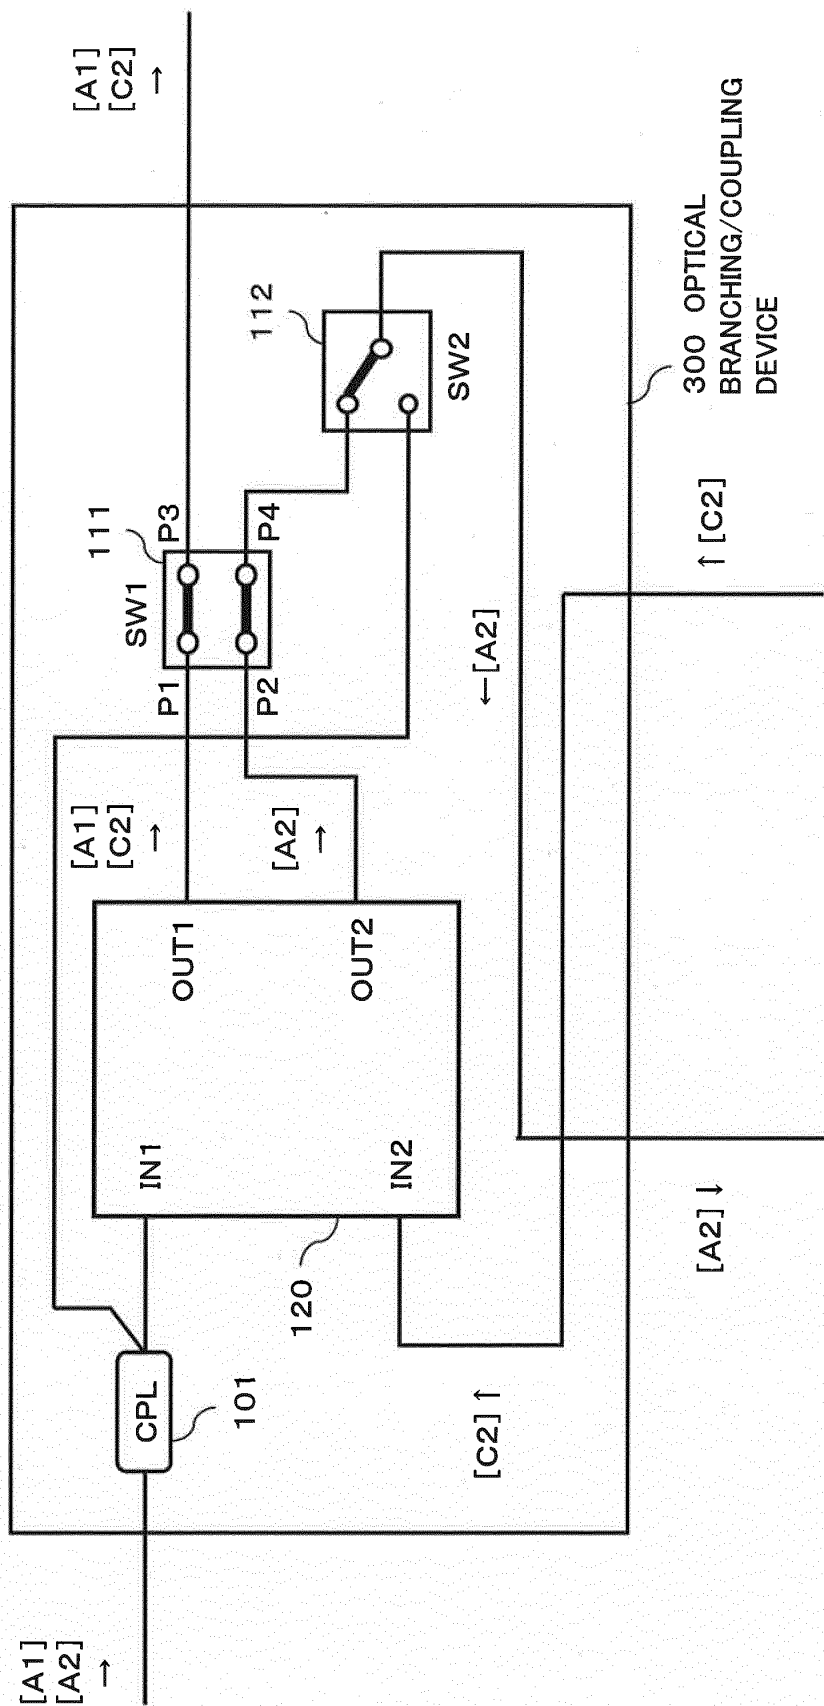 [A1]
[A2]
→
CPL
101
IN1
IN2
120
OUT1
OUT2
[A1]
[C2]
→
[A2]
→
P1
P2
SW1
111
P3
P4
112
SW2
[A1]
[C2]
→
←[A2]
[C2]↑
[A2]↓
↑[C2]
300 OPTICAL
BRANCHING/COUPLING
DEVICE